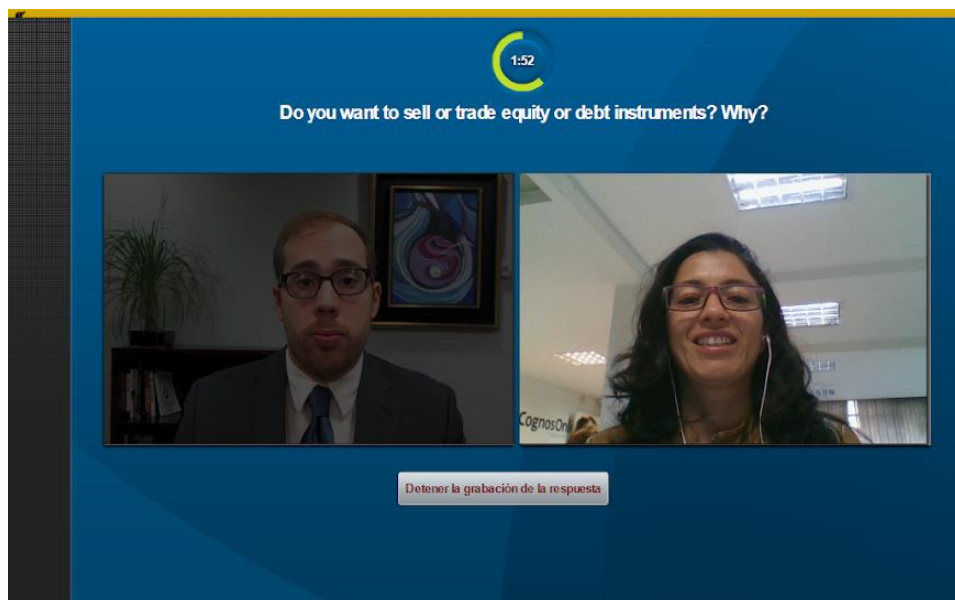 1:52
Do you want to sell or trade equity or debt instruments? Why?
CognosOnl
Detener la grabación de la respuesta